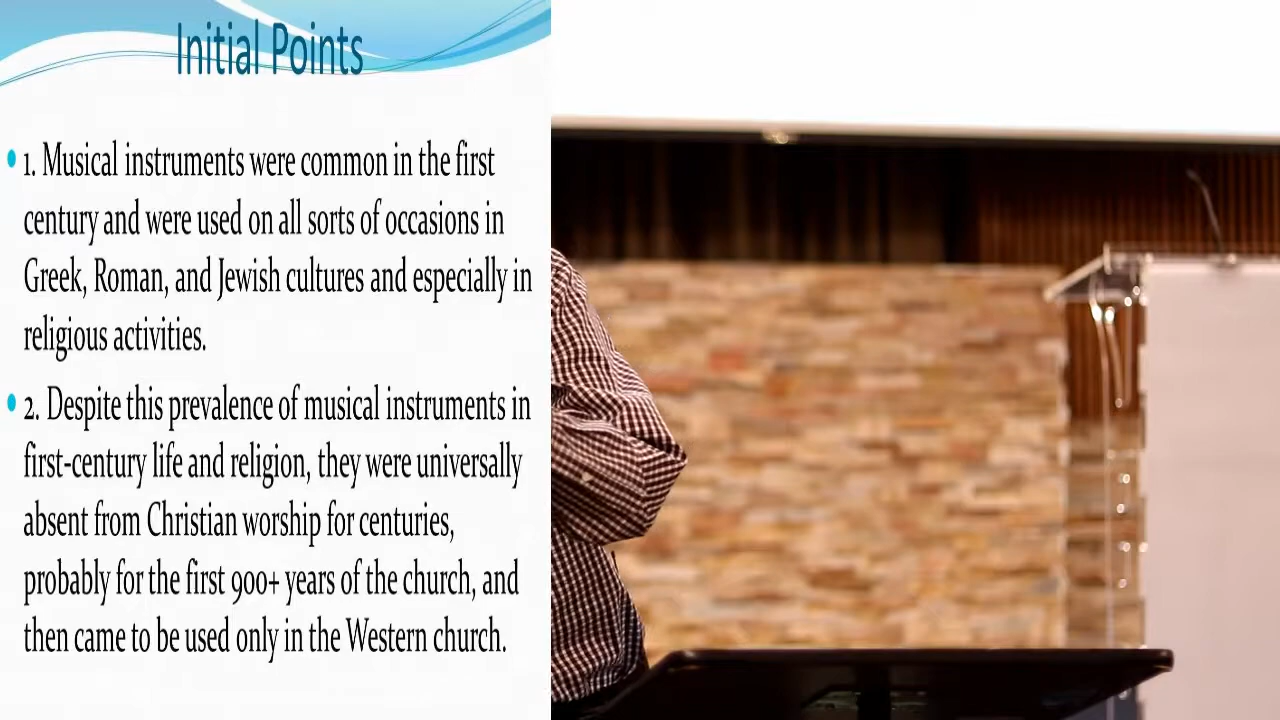 Initial Points
1. Musical instruments were common in the first
century and were used on all sorts of occasions in
Greek, Roman, and Jewish cultures and especially in
religious activities.
2. Despite this prevalence of musical instruments in
first-century life and religion, they were universally
absent from Christian worship for centuries,
probably for the first 900+ years of the church, and
then came to be used only in the Western church.